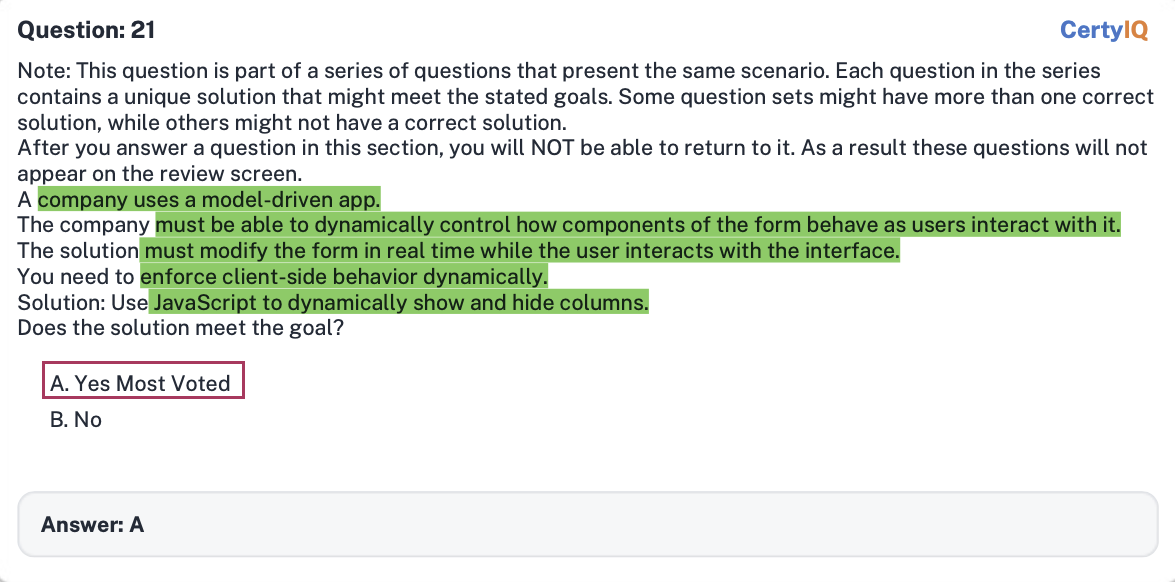 Question: 21
CertyIQ
Note: This question is part of a series of questions that present the same scenario. Each question in the series
contains a unique solution that might meet the stated goals. Some question sets might have more than one correct
solution, while others might not have a correct solution.
After you answer a question in this section, you will NOT be able to return to it. As a result these questions will not
appear on the review screen.
A company uses a model-driven app.
The company must be able to dynamically control how components of the form behave as users interact with it.
The solution must modify the form in real time while the user interacts with the interface.
You need to enforce client-side behavior dynamically.
Solution: Use JavaScript to dynamically show and hide columns.
Does the solution meet the goal?
A. Yes Most Voted
B. No
Answer: A